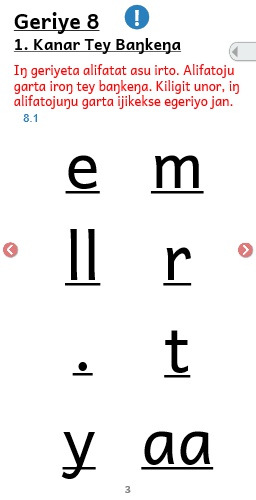 Geriye 8
1. Kanar Tey Baŋkeŋa
Iŋ geriyeta alifatat asu irto. Alifatoju
garta iroŋ tey baŋkeŋa. Kiligit unor, iŋ
alifatojuŋu garta ijikekse egeriyo jan.
8.1
e m
ll r
. t
y aa
3